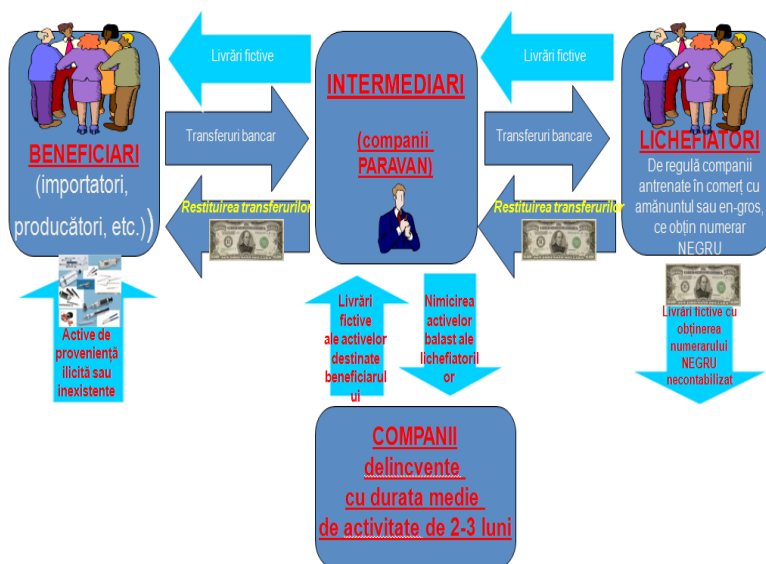 BENEFICIARI
(importatori,
producători, etc.))
Livrări fictive
Transferuri bancar
Restituirea transferurilor
INTERMEDIARI
(companii
PARAVAN)
Livrări fictive
Transferuri bancare
Restituirea transferurilor
LICHEFIATORI
De regulă companii
antrenate în comerț cu
amănuntul sau en-gros,
ce obțin numerar
NEGRU
Active de
proveniență
ilicită sau
inexistente
Livrări
fictive
ale activelor
destinate
beneficiarul
ui
Nimicirea
activelor
balast ale
lichefiatoril
or
Livrări fictive cu
obținerea
numerarului
NEGRU
necontabilizat
COMPANII
delincvente
cu durata medie
de activitate de 2-3 luni